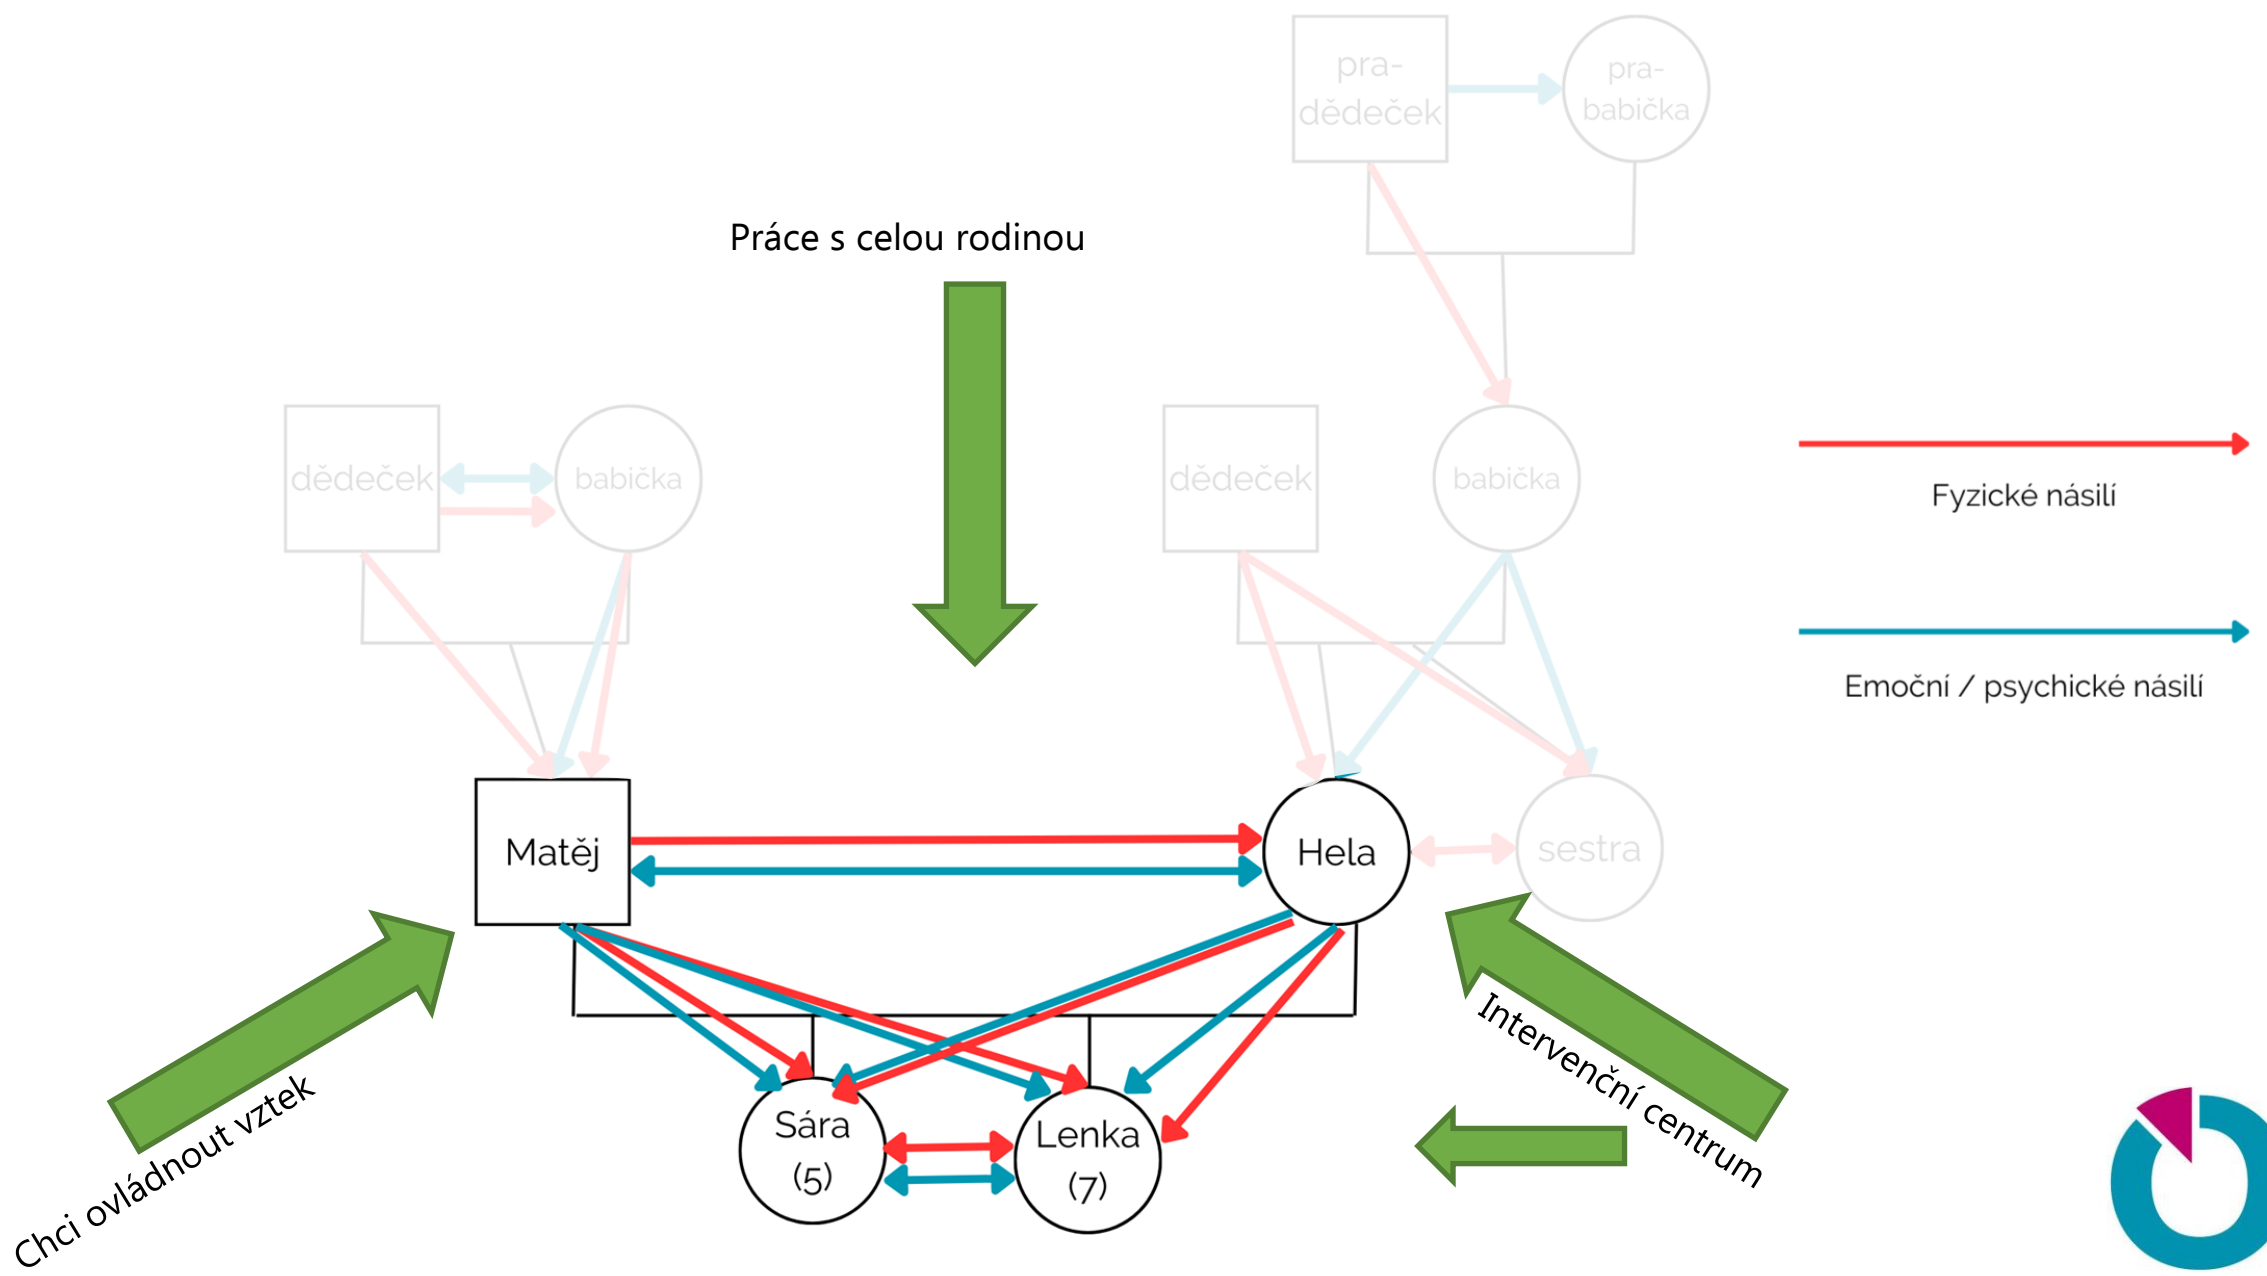 pra-
dědeček
pra-
babička
Práce s celou rodinou
dědeček
babička
dědeček
babička
Fyzické násilí
Emoční / psychické násilí
Matěj
Hela
sestra
Chci ovládnout vztek
Intervenční centrum
Sára
(5)
Lenka
(7)